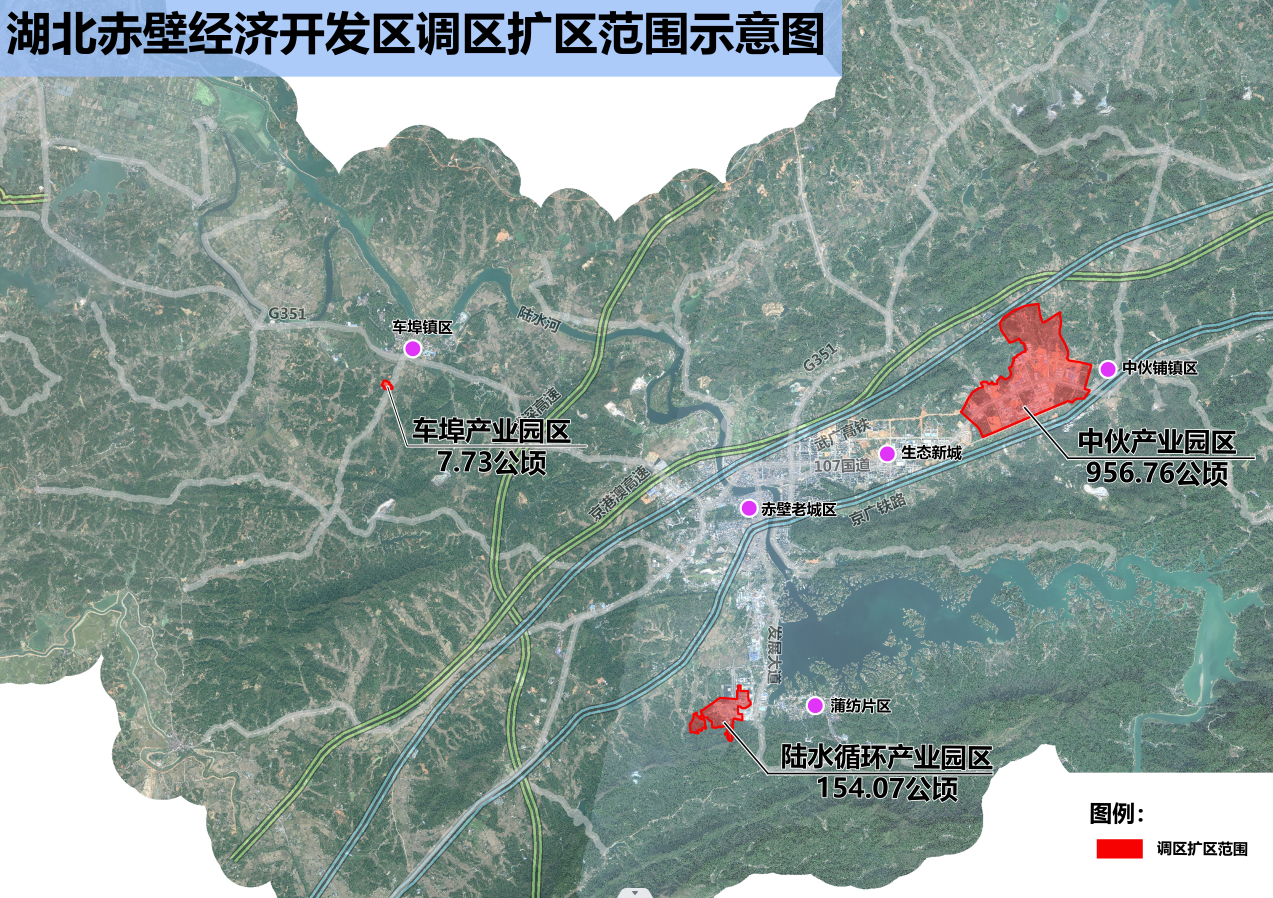 湖北赤壁经济开发区调区扩区范围示意图
G351
车埠镇区
陆水河
G351
中伙铺镇区
深高速
车埠产业园区
7.73公顷
武广高铁
生态新城
107国道
中伙产业园区
956.76公顷
京港澳高速
赤壁老城区
京广铁路
发展大道
蒲纺片区
陆水循环产业园区
154.07公顷
图例：
调区扩区范围